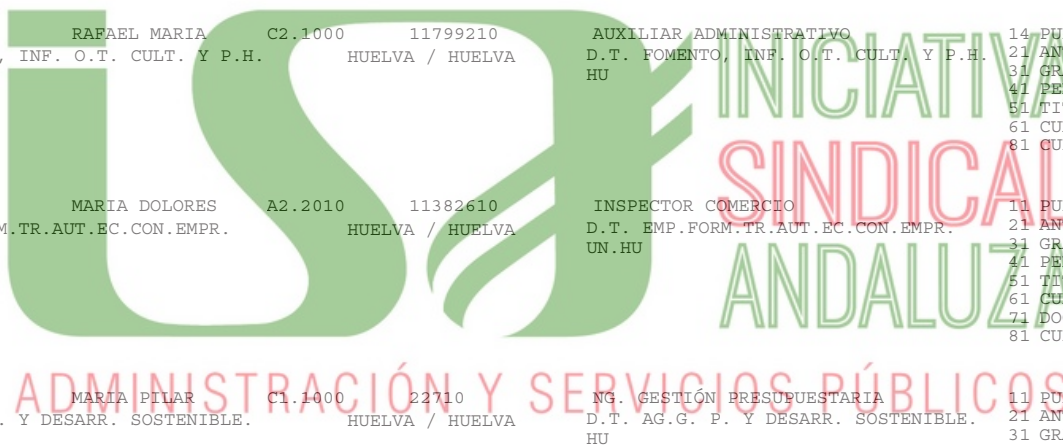 RAFAEL MARIA C2.1000 11799210 AUXILIAR ADMINISTRATIVO 14 PU
, INF. O.T. CULT. Y P.H. HUELVA / HUELVA D.T. FOMENTO, INF. O.T. CULT. Y P.H. 21 AN
HU 31 GR
41 PE
51 TI
61 CU
81 CU
INICIATIVA
SINDICAL
ANDALUZA
isa
MARIA DOLORES A2.2010 11382610 INSPECTOR COMERCIO 11 PU
M.TR.AUT.EC.CON.EMPR. HUELVA / HUELVA D.T. EMP.FORM.TR.AUT.EC.CON.EMPR. 21 AN
UN.HU 31 GR
41 PE
51 TI
61 CU
71 DO
81 CU
ADMINISTRACIÓN Y SERVICIOS PÚBLICOS
MARIA PILAR C1.1000 22710 NG. GESTIÓN PRESUPUESTARIA 11 PU
. Y DESARR. SOSTENIBLE. HUELVA / HUELVA D.T. AG.G. P. Y DESARR. SOSTENIBLE. 21 AN
HU 31 GR